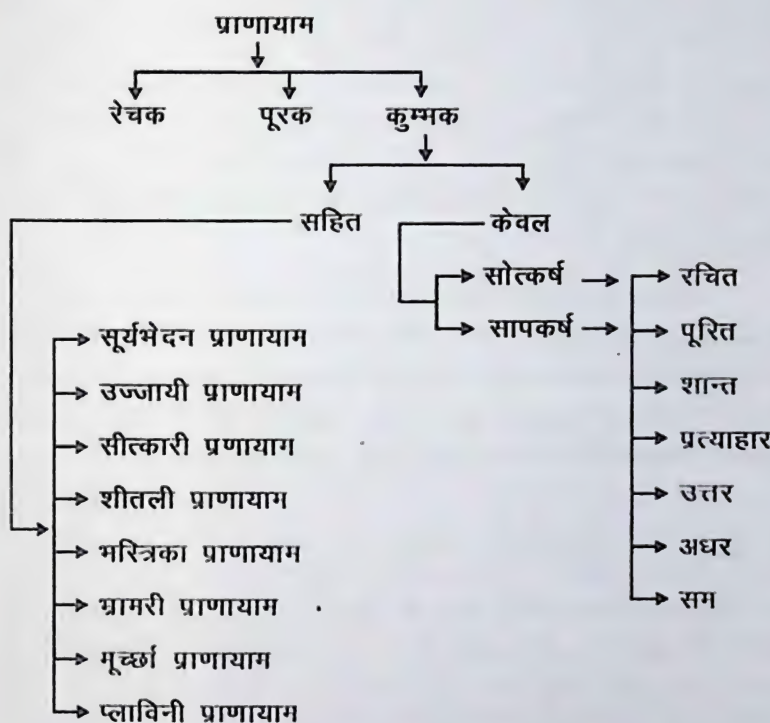 प्राणायाम
रेचक पूरक कुम्भक
सहित केवल
सोत्कर्ष रचित
सापकर्ष पूरित
सूर्यभेदन प्राणायाम
उज्जायी प्राणायाम शान्त
सीत्कारी प्रणायाम प्रत्याहार
शीतली प्राणायाम उत्तर
भस्त्रिका प्राणायाम अधर
भ्रामरी प्राणायाम सम
मूर्च्छा प्राणायाम
प्लाविनी प्राणायाम